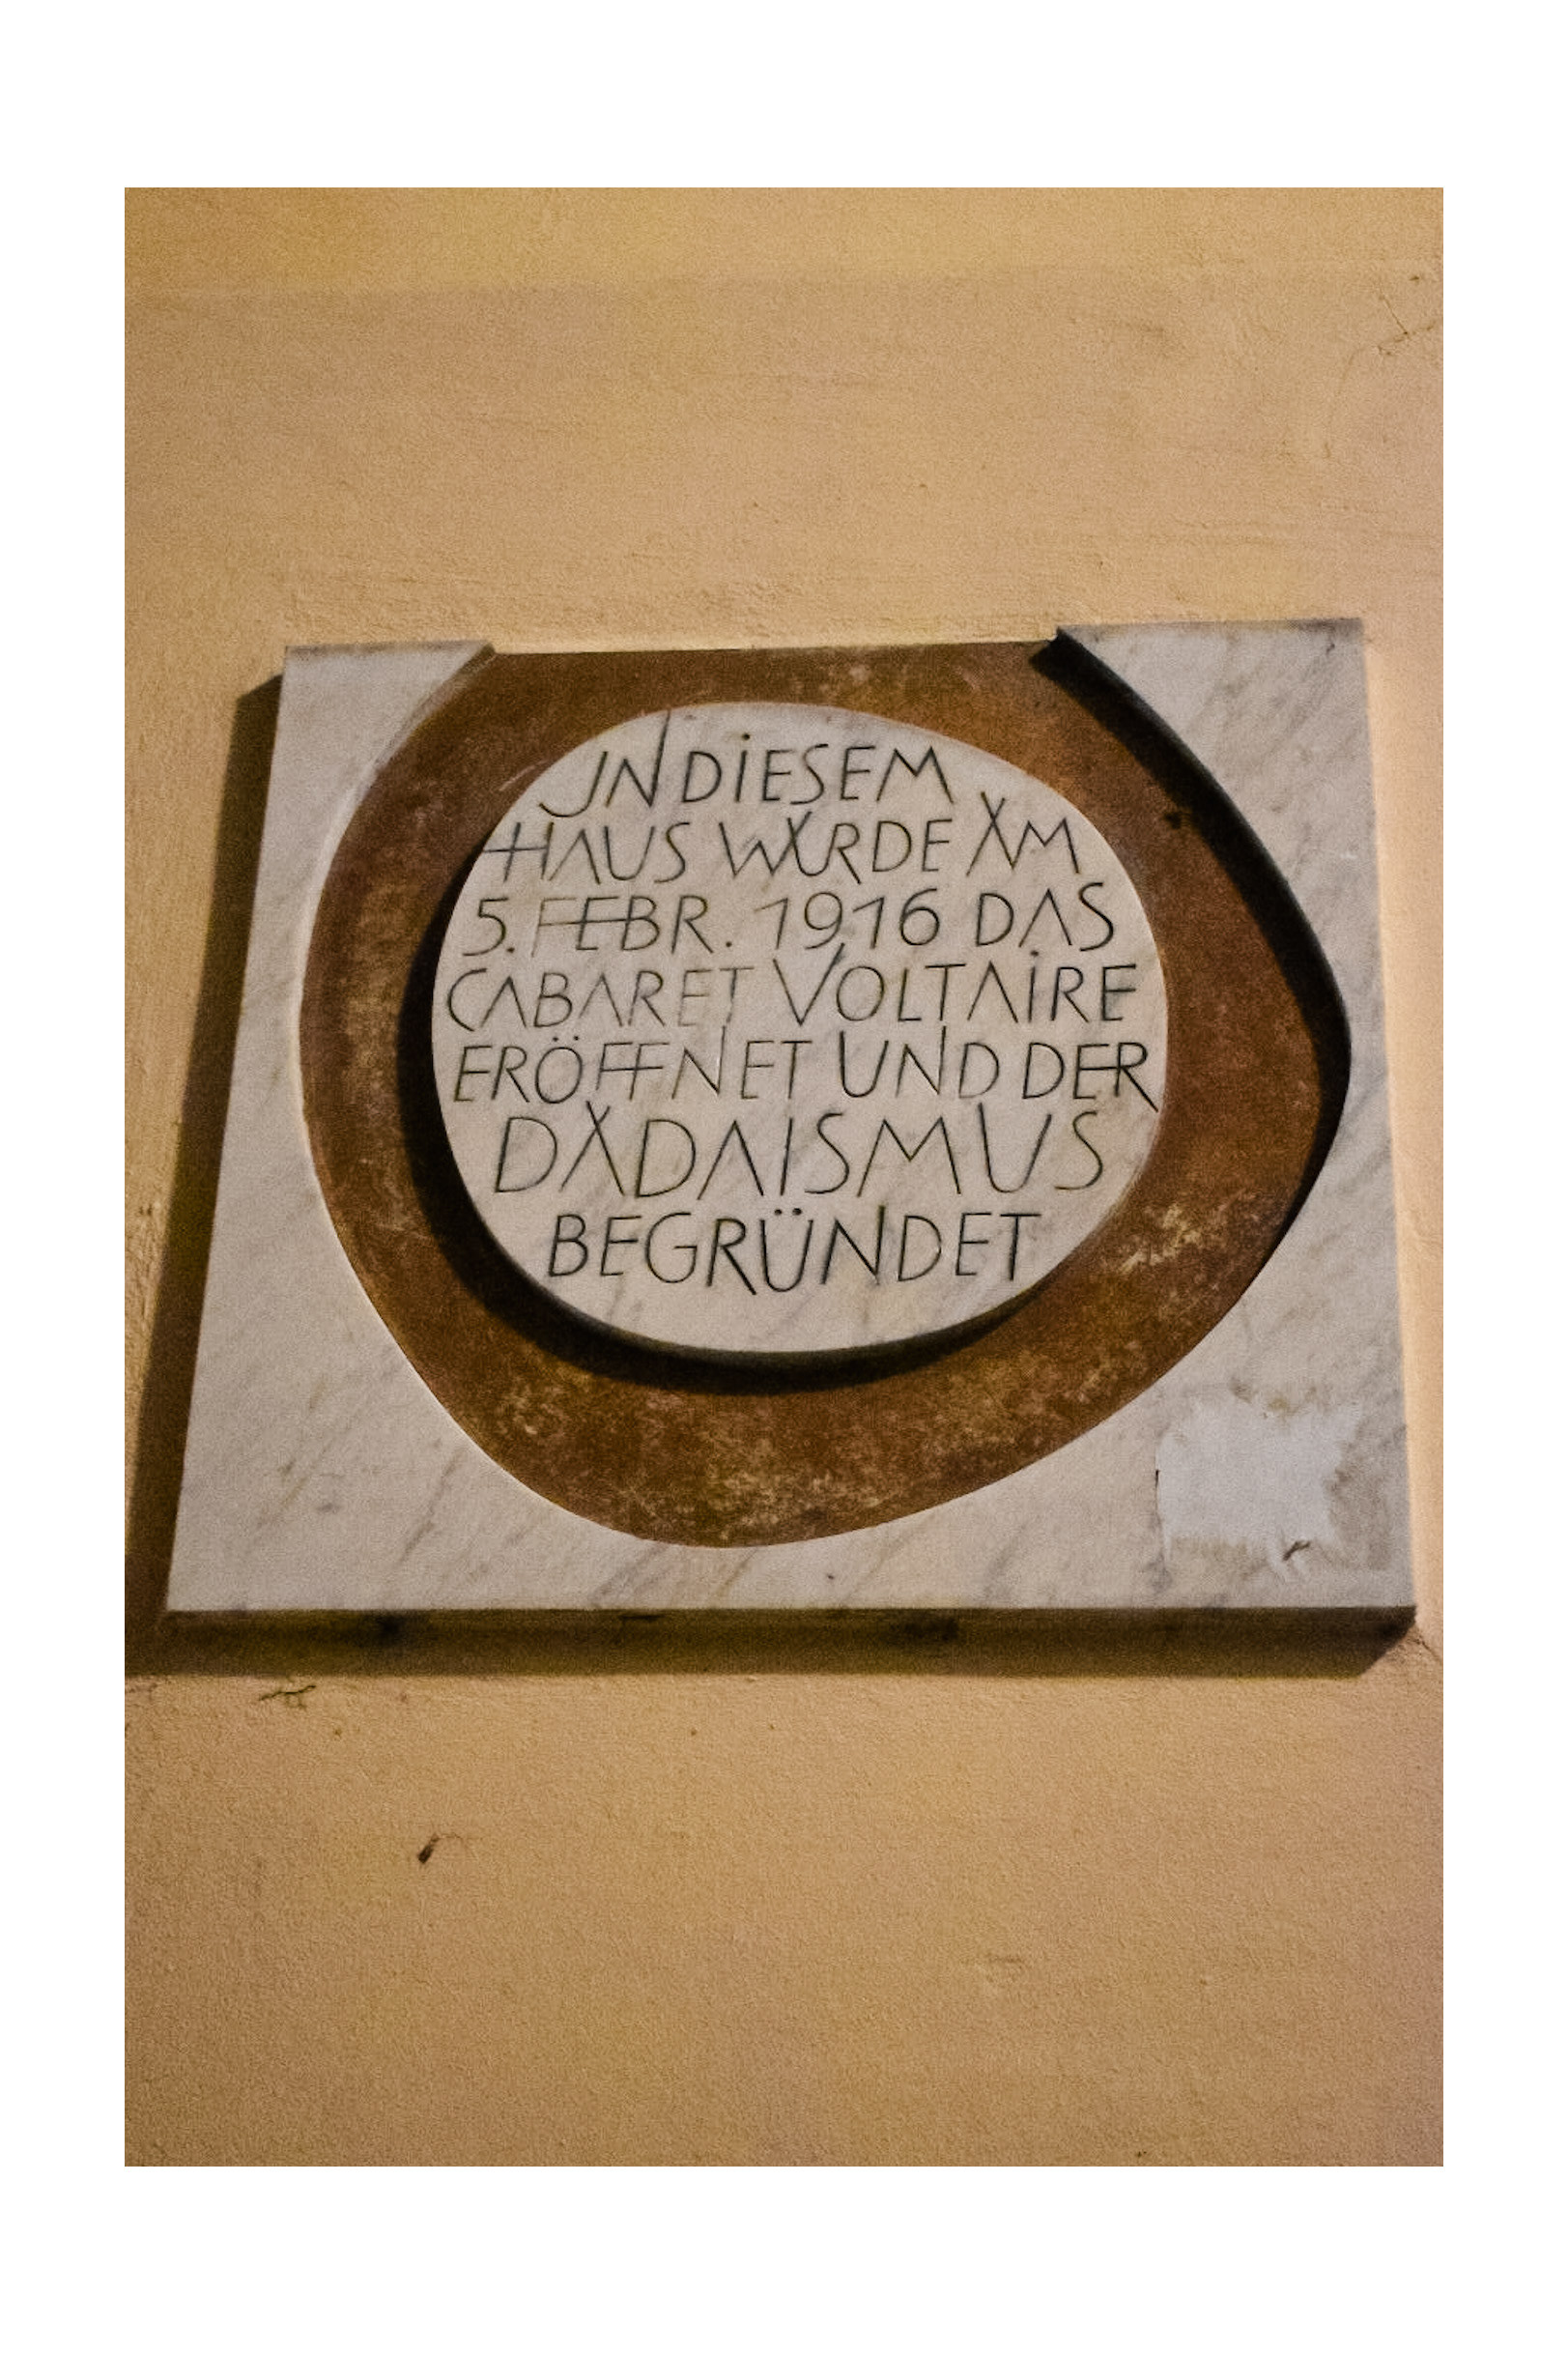 JN DIESEM
HAUS WURDE AM
5. FEBR. 1916 DAS
CABARET VOLTAIRE
ERÖFFNET UND DER
DADAISMUS
BEGRÜNDET